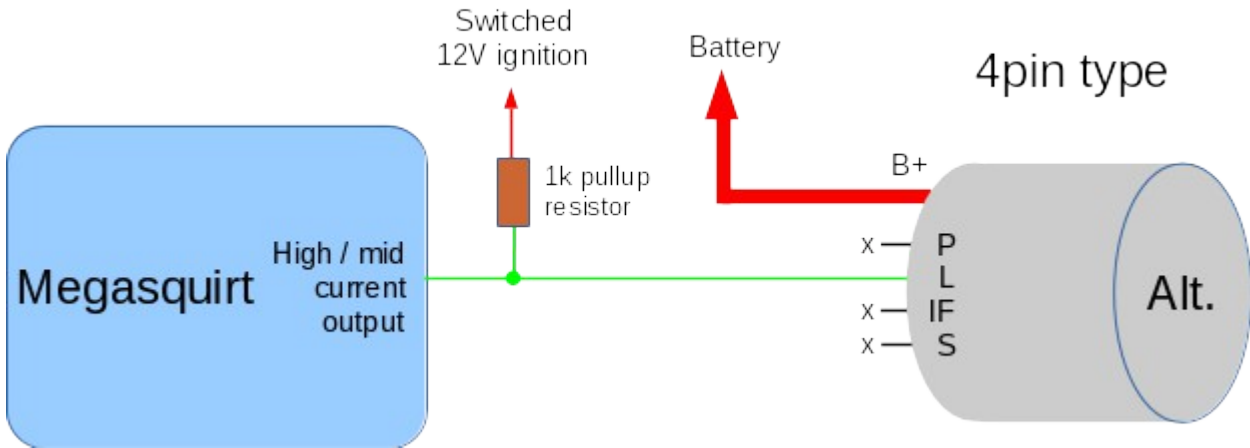 Switched
12V ignition
Battery
4pin type
1k pullup
resistor
B+
Megasquirt
High / mid
current
output
x
P
L
x
IF
x
S
Alt.